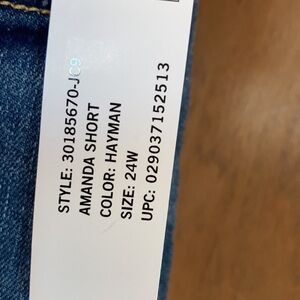 STYLE: 30185670-JC9
AMANDA SHORT
COLOR: HAYMAN
SIZE: 24W
UPC: 029037152513